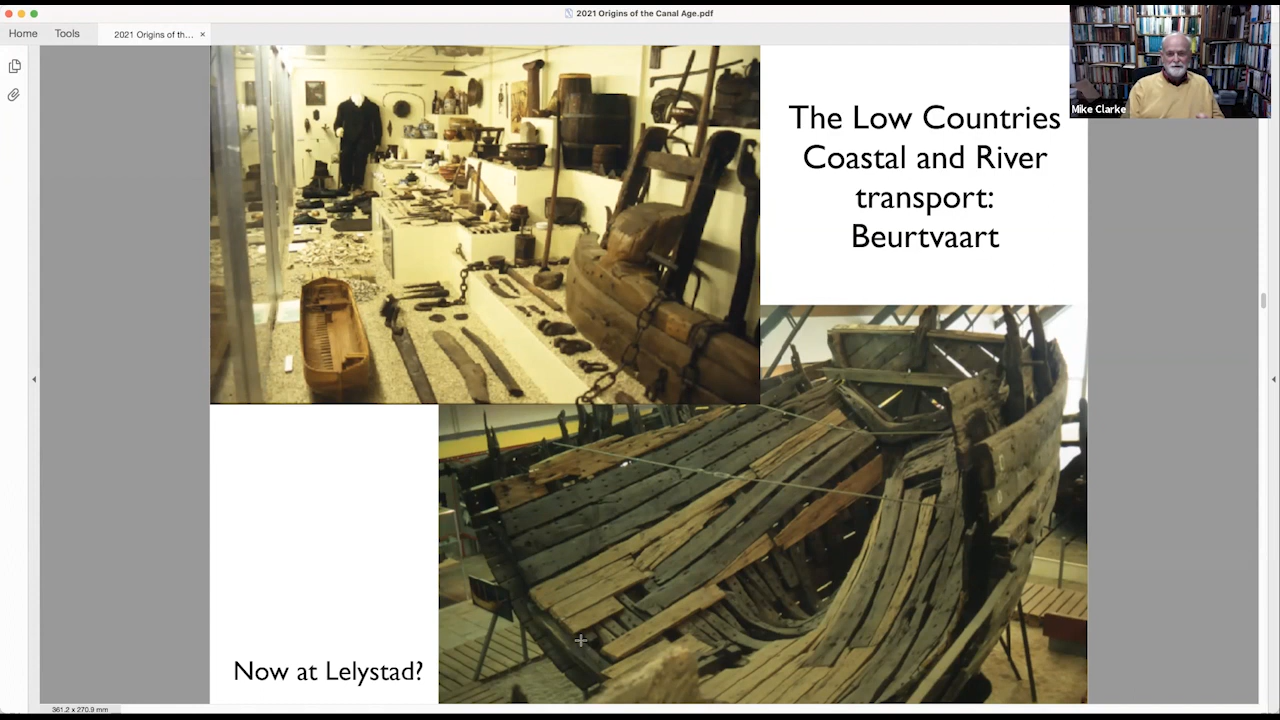 2021 Origins of the Canal Age.pdf
Home Tools 2021 Origins of th... ×
Mike Clarke
The Low Countries
Coastal and River
transport:
Beurtvaart
Now at Lelystad?
361.2 x 270.9 mm